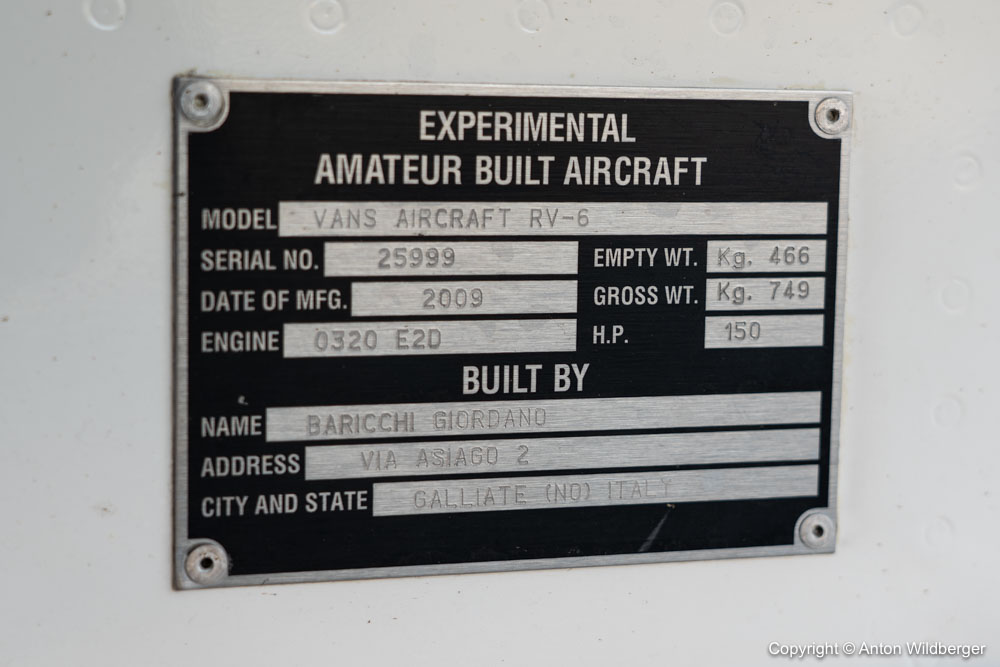 EXPERIMENTAL
AMATEUR BUILT AIRCRAFT
MODEL VANS AIRCRAFT RV-6
SERIAL NO. 25999 EMPTY WT. Kg. 466
DATE OF MFG. 2009 GROSS WT. Kg. 749
ENGINE O320 E2D H.P. 150
BUILT BY
NAME BARICCHI GIORDANO
ADDRESS VIA ASIAGO 2
CITY AND STATE GALLIATE (NO) ITALY
Copyright © Anton Wildberger